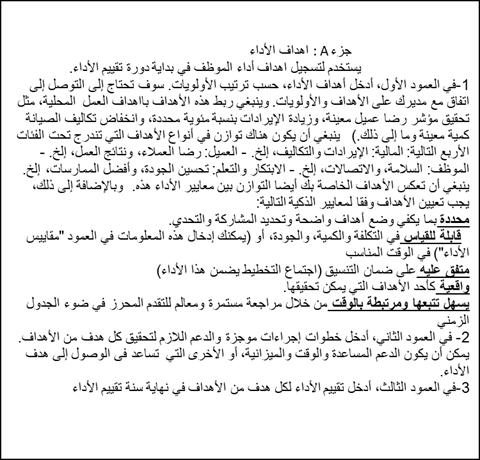 جزء A : اهداف الأداء
يستخدم لتسجيل اهداف أداء الموظف في بداية دورة تقييم الأداء.
1-في العمود الأول، أدخل أهداف الأداء، حسب ترتيب الأولويات. سوف تحتاج إلى التوصل إلى
اتفاق مع مديرك على الأهداف والأولويات. وينبغي ربط هذه الأهداف بااهداف العمل المحلية، مثل
تحقيق مؤشر رضا عميل معينة، وزيادة الإيرادات بنسبة مئوية محددة، وانخفاض تكاليف الصيانة
كمية معينة وما إلى ذلك.) ينبغي أن يكون هناك توازن في أنواع الأهداف التي تندرج تحت الفئات
الأربع التالية: المالية: الإيرادات والتكاليف، إلخ. - العميل: رضا العملاء، ونتائج العمل، إلخ. -
الموظف: السلامة، والاتصالات، إلخ. - الابتكار والتعلم: تحسين الجودة، وأفضل الممارسات، إلخ.
ينبغي أن تعكس الأهداف الخاصة بك أيضا التوازن بين معايير الأداء هذه. وبالإضافة إلى ذلك،
يجب تعيين الأهداف وفقا لمعايير الذكية التالية:
محددة بما يكفي وضع أهداف واضحة وتحديد المشاركة والتحدي.
قابلة للقياس في التكلفة والكمية، والجودة، أو (يمكنك إدخال هذه المعلومات في العمود "مقاييس
الأداء") في الوقت المناسب
متفق عليه على ضمان التنسيق (اجتماع التخطيط يضمن هذا الأداء)
واقعية كأحد الأهداف التي يمكن تحقيقها.
يسهل تتبعها ومرتبطة بالوقت من خلال مراجعة مستمرة ومعالم للتقدم المحرز في ضوء الجدول
الزمني
2- في العمود الثاني، أدخل خطوات إجراءات موجزة والدعم اللازم لتحقيق كل هدف من الأهداف.
يمكن أن يكون الدعم المساعدة والوقت والميزانية، أو الأخرى التي تساعد فى الوصول إلى هدف
الأداء.
3-في العمود الثالث، أدخل تقييم الأداء لكل هدف من الأهداف في نهاية سنة تقييم الأداء